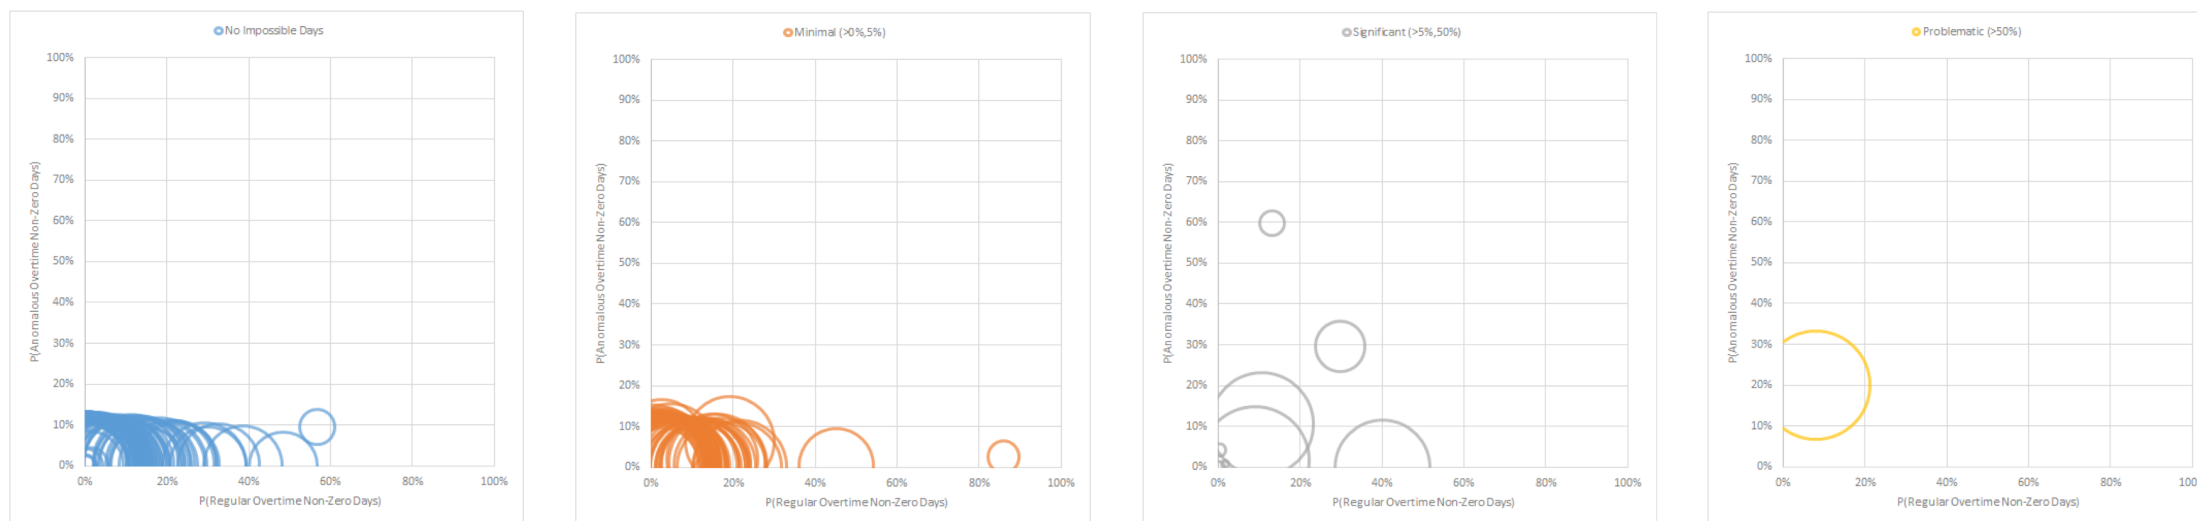 No Impossible Days
100%
90%
80%
70%
60%
50%
40%
30%
20%
10%
0%
P(Anomalous Overtime Non-Zero Days)
0% 20% 40% 60% 80% 100%
P(Regular Overtime Non-Zero Days)
Minimal (>0%,5%)
100%
90%
80%
70%
60%
50%
40%
30%
20%
10%
0%
P(Anomalous Overtime Non-Zero Days)
0% 20% 40% 60% 80% 100%
P(Regular Overtime Non-Zero Days)
Significant (>5%,50%)
100%
90%
80%
70%
60%
50%
40%
30%
20%
10%
0%
P(Anomalous Overtime Non-Zero Days)
0% 20% 40% 60% 80% 100%
P(Regular Overtime Non-Zero Days)
Problematic (>50%)
100%
90%
80%
70%
60%
50%
40%
30%
20%
10%
0%
P(Anomalous Overtime Non-Zero Days)
0% 20% 40% 60% 80% 100
P(Regular Overtime Non-Zero Days)